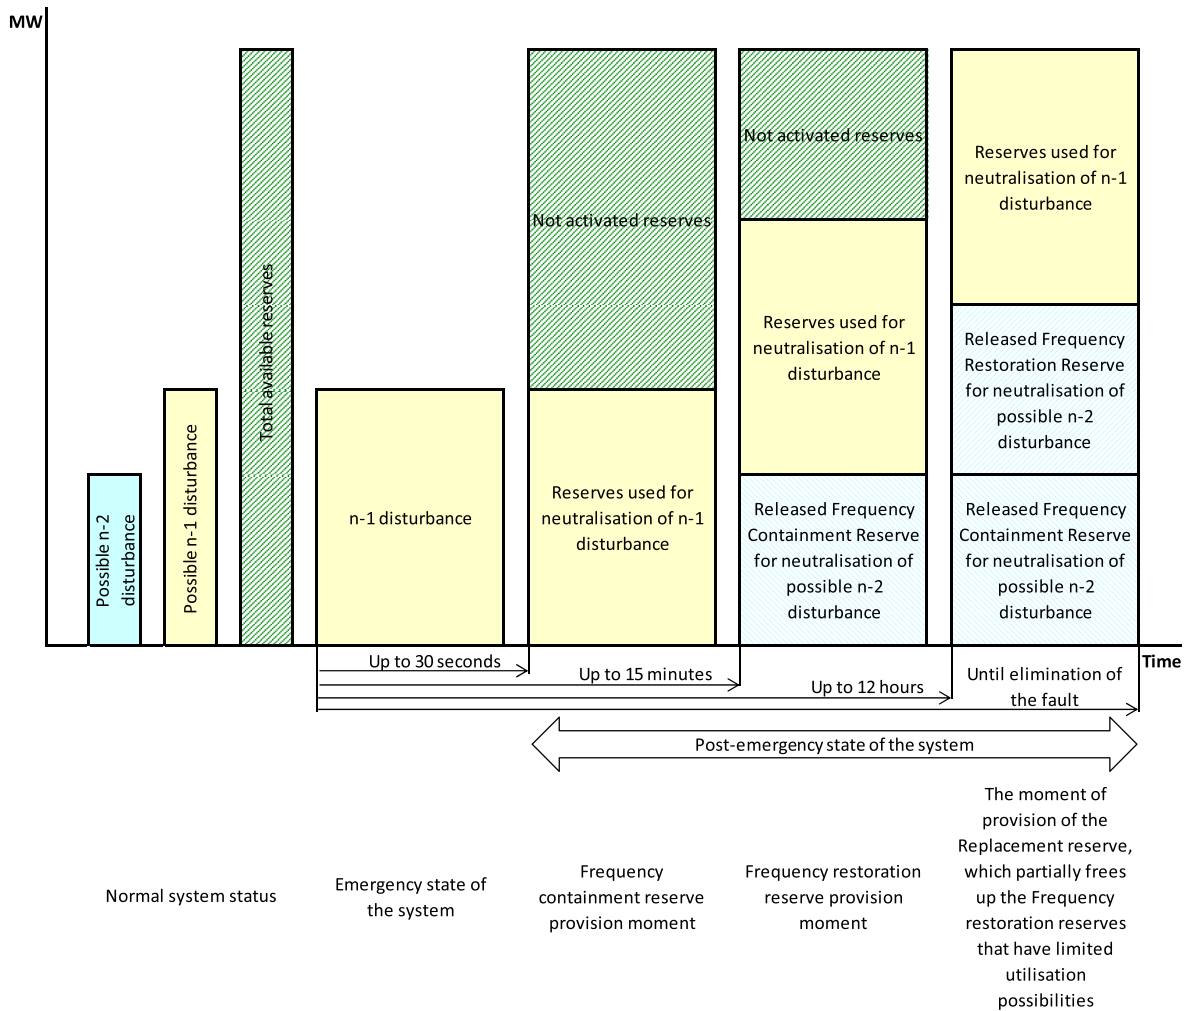 MW
Possible n-2
disturbance
Possible n-1 disturbance
Total available reserves
n-1 disturbance
Not activated reserves
Reserves used for
neutralisation of n-1
disturbance
Not activated reserves
Reserves used for
neutralisation of n-1
disturbance
Released Frequency
Containment Reserve
for neutralisation of
possible n-2
disturbance
Reserves used for
neutralisation of n-1
disturbance
Released Frequency
Restoration Reserve
for neutralisation of
possible n-2
disturbance
Released Frequency
Containment Reserve
for neutralisation of
possible n-2
disturbance
Time
Up to 30 seconds
Up to 15 minutes
Up to 12 hours
Until elimination of
the fault
Post-emergency state of the system
Normal system status
Emergency state of
the system
Frequency
containment reserve
provision moment
Frequency restoration
reserve provision
moment
The moment of
provision of the
Replacement reserve,
which partially frees
up the Frequency
restoration reserves
that have limited
utilisation
possibilities